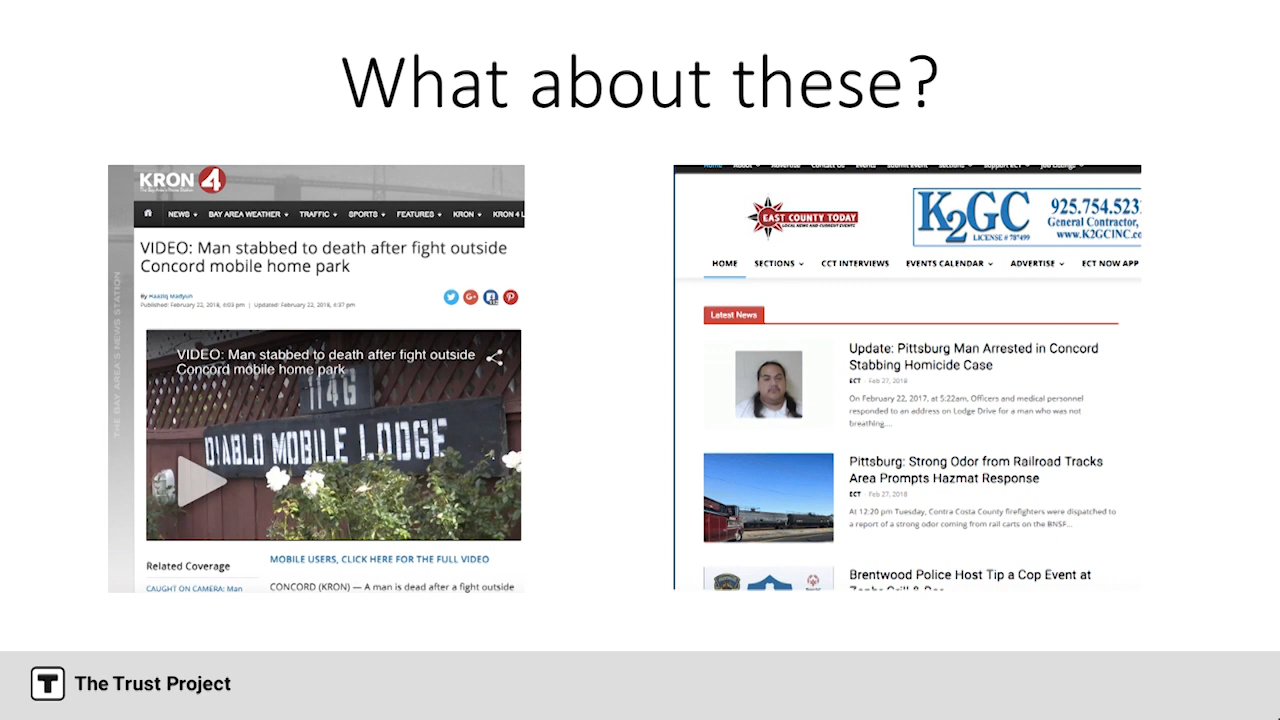 What about these?
KRON 4
The Bay Area's News Station
NEWS
BAY AREA WEATHER
TRAFFIC
SPORTS
FEATURES
KRON
KRON 4 L
VIDEO: Man stabbed to death after fight outside
Concord mobile home park
By Haaziq Madyun
Published: February 22, 2018, 4:03 pm | Updated: February 22, 2018, 4:37 pm
THE BAY AREA'S NEWS STATION
VIDEO: Man stabbed to death after fight outside
Concord mobile home park
1146
DIABLO MOBILE LODGE
MOBILE USERS, CLICK HERE FOR THE FULL VIDEO
Related Coverage
CAUGHT ON CAMERA: Man
CONCORD (KRON) — A man is dead after a fight outside
Home About Advertise Contact Us Events Submit Event Sections Support ECT Job Listings
EAST COUNTY TODAY
LOCAL NEWS AND CURRENT EVENTS
K2GC
LICENSE # 787499
925.754.523
General Contractor,
www.K2GCINC.co
HOME
SECTIONS
CCT INTERVIEWS
EVENTS CALENDAR
ADVERTISE
ECT NOW APP
Latest News
Update: Pittsburg Man Arrested in Concord
Stabbing Homicide Case
ECT - Feb 27, 2018
On February 22, 2017, at 5:22am, Officers and medical personnel
responded to an address on Lodge Drive for a man who was not
breathing....
Pittsburg: Strong Odor from Railroad Tracks
Area Prompts Hazmat Response
ECT - Feb 27, 2018
At 12:20 pm Tuesday, Contra Costa County firefighters were dispatched to
a report of a strong odor coming from rail carts on the BNSF...
Brentwood Police Host Tip a Cop Event at
The Trust Project